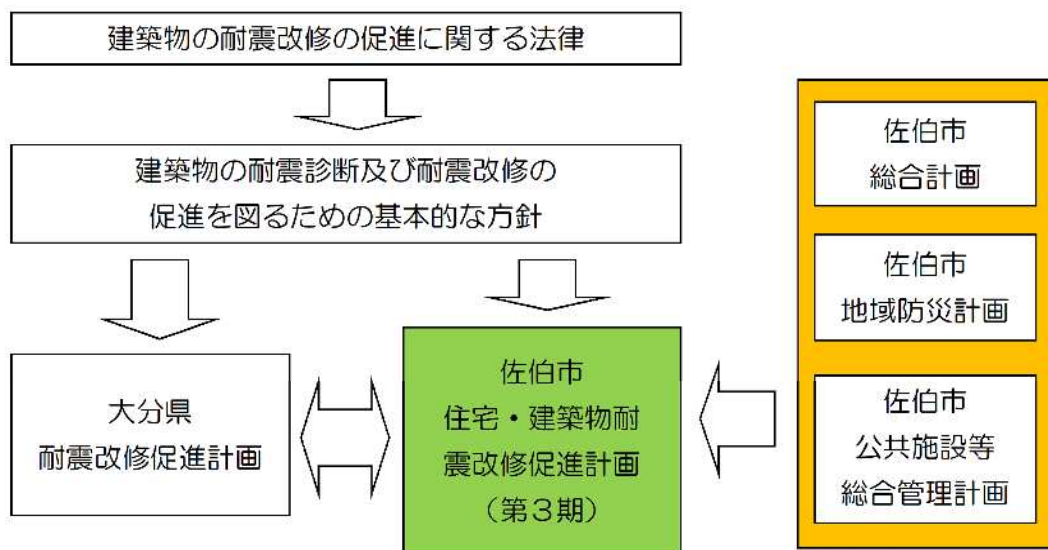 建築物の耐震改修の促進に関する法律
建築物の耐震診断及び耐震改修の
促進を図るための基本的な方針
大分県
耐震改修促進計画
佐伯市
住宅・建築物耐
震改修促進計画
(第3期)
佐伯市
総合計画
佐伯市
地域防災計画
佐伯市
公共施設等
総合管理計画